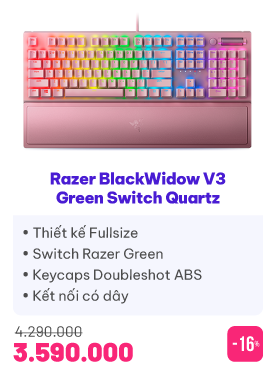 Razer BlackWidow V3
Green Switch Quartz
• Thiết kế Fullsize
• Switch Razer Green
• Keycaps Doubleshot ABS
• Kết nối có dây
4.290.000
3.590.000
-16%